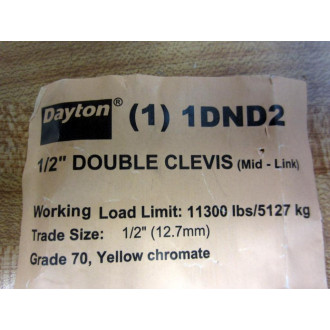 Dayton® (1) 1DND2
1/2" DOUBLE CLEVIS (Mid - Link)
Working Load Limit: 11300 lbs/5127 kg
Trade Size: 1/2" (12.7mm)
Grade 70, Yellow chromate